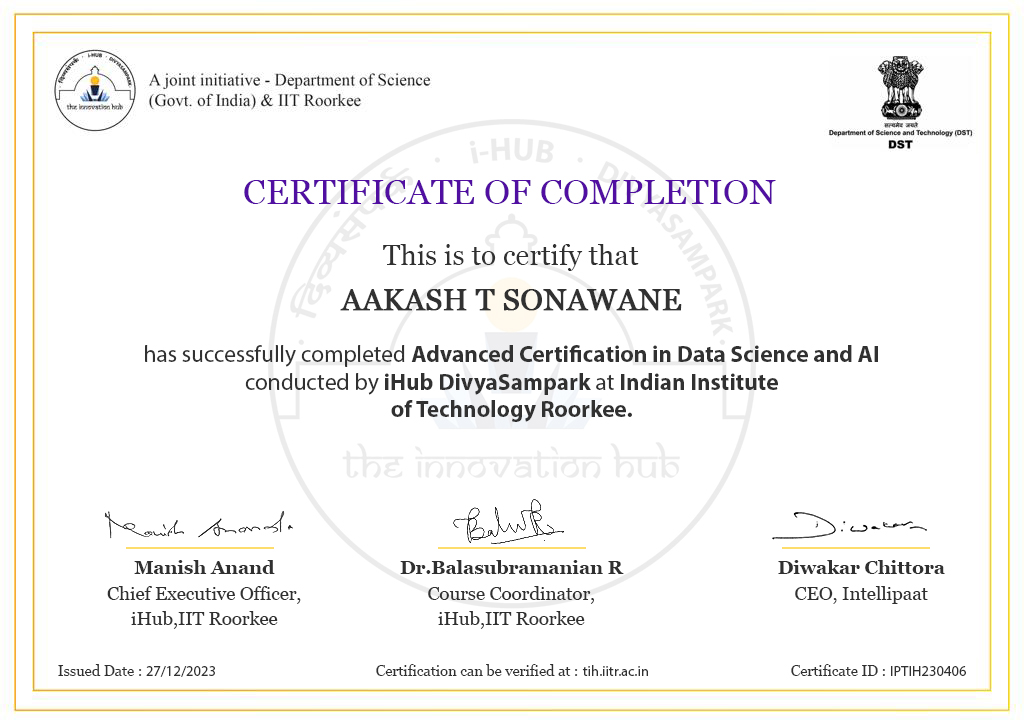 दिव्यसंपर्क · i-HUB · DIVYASAMPARK
the innovation hub
A joint initiative - Department of Science
(Govt. of India) & IIT Roorkee
सत्यमेव जयते
Department of Science and Technology (DST)
DST
दिव्यसंपर्क · i-HUB · DIVYASAMPARK ·
CERTIFICATE OF COMPLETION
This is to certify that
AAKASH T SONAWANE
has successfully completed Advanced Certification in Data Science and AI
conducted by iHub DivyaSampark at Indian Institute
of Technology Roorkee.
the innovation hub
Manish Anand
Chief Executive Officer,
iHub,IIT Roorkee
Dr.Balasubramanian R
Course Coordinator,
iHub,IIT Roorkee
Diwakar
Diwakar Chittora
CEO, Intellipaat
Issued Date : 27/12/2023
Certification can be verified at : tih.iitr.ac.in
Certificate ID : IPTIH230406